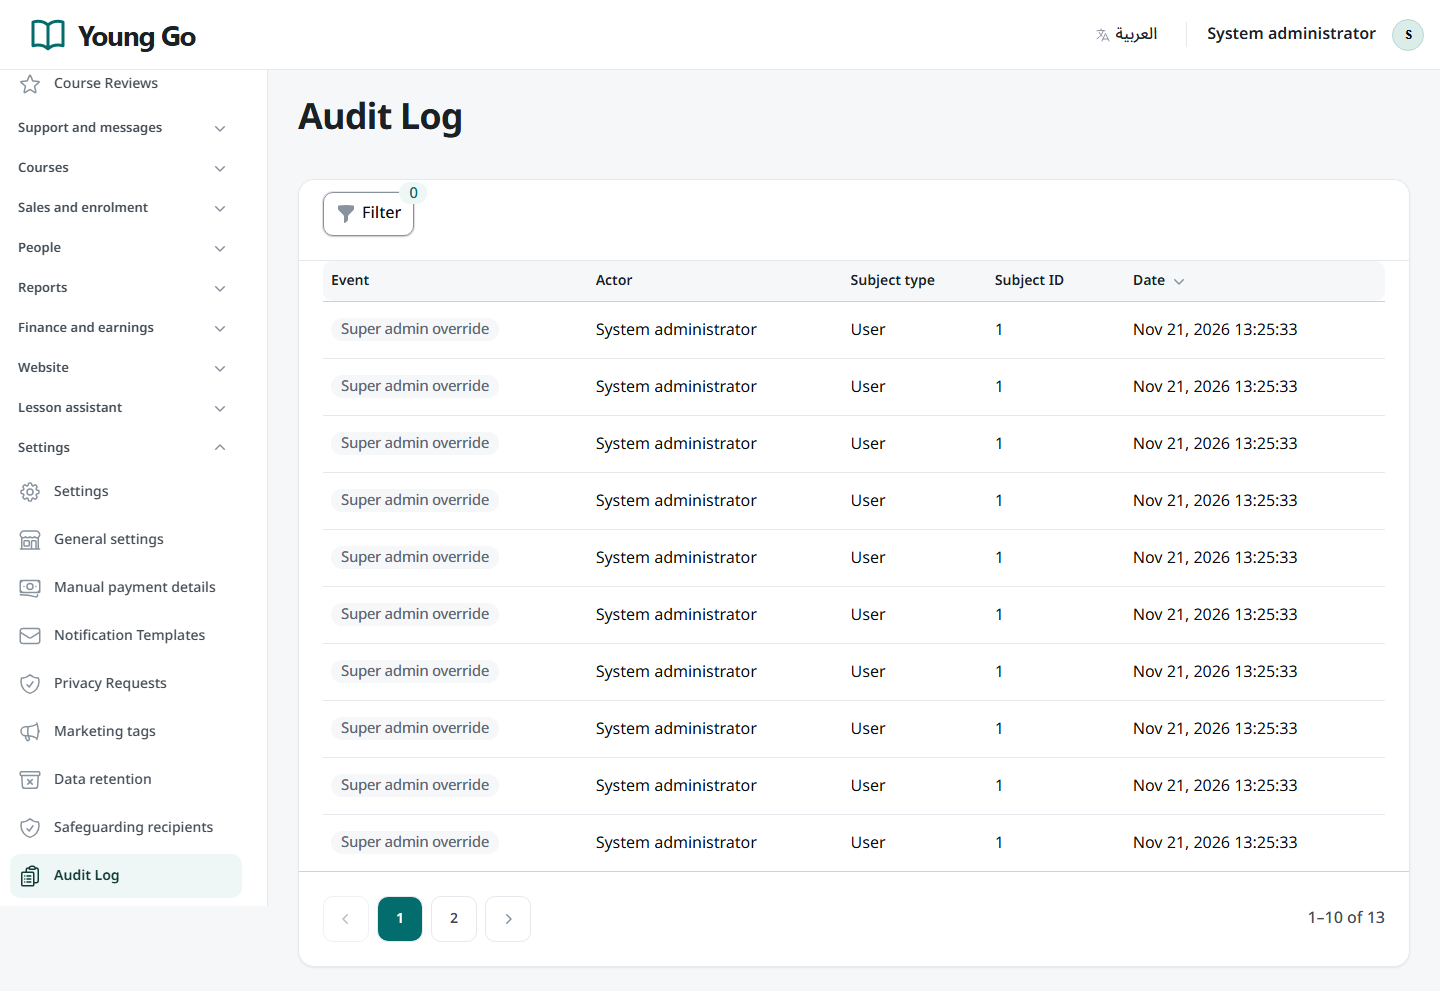 Young Go
العربية
System administrator
S
Course Reviews
Support and messages
Courses
Sales and enrolment
People
Reports
Finance and earnings
Website
Lesson assistant
Settings
Settings
General settings
Manual payment details
Notification Templates
Privacy Requests
Marketing tags
Data retention
Safeguarding recipients
Audit Log
Audit Log
Filter 0
Event Actor Subject type Subject ID Date
Super admin override System administrator User 1 Nov 21, 2026 13:25:33
Super admin override System administrator User 1 Nov 21, 2026 13:25:33
Super admin override System administrator User 1 Nov 21, 2026 13:25:33
Super admin override System administrator User 1 Nov 21, 2026 13:25:33
Super admin override System administrator User 1 Nov 21, 2026 13:25:33
Super admin override System administrator User 1 Nov 21, 2026 13:25:33
Super admin override System administrator User 1 Nov 21, 2026 13:25:33
Super admin override System administrator User 1 Nov 21, 2026 13:25:33
Super admin override System administrator User 1 Nov 21, 2026 13:25:33
Super admin override System administrator User 1 Nov 21, 2026 13:25:33
1 2
1–10 of 13